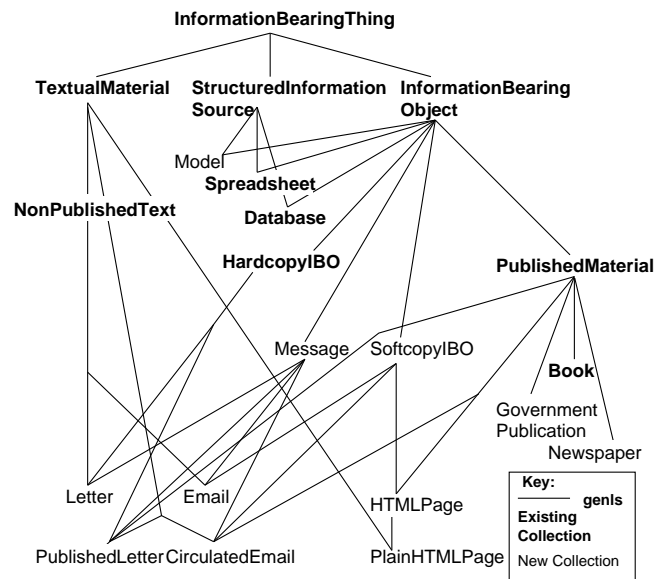 InformationBearingThing
TextualMaterial
StructuredInformation
Source
InformationBearing
Object
Model
Spreadsheet
Database
NonPublishedText
HardcopyIBO
PublishedMaterial
Message
SoftcopyIBO
Book
Government
Publication
Newspaper
Letter
Email
HTMLPage
PublishedLetter
CirculatedEmail
PlainHTMLPage
Key:
genls
Existing
Collection
New Collection